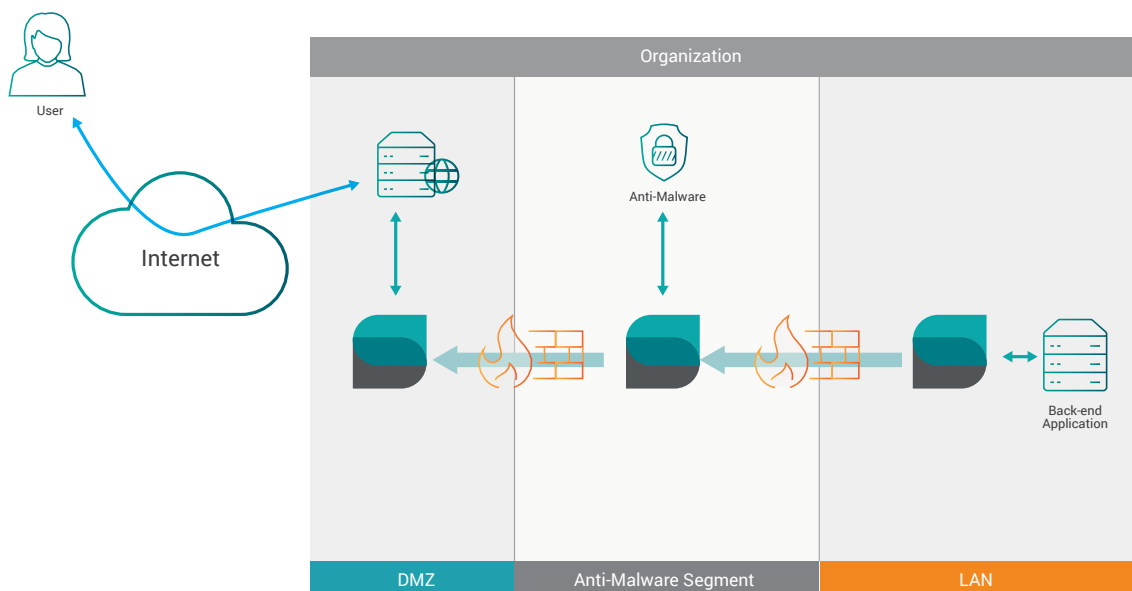 User
Internet
Organization
Anti-Malware
Back-end
Application
DMZ
Anti-Malware Segment
LAN